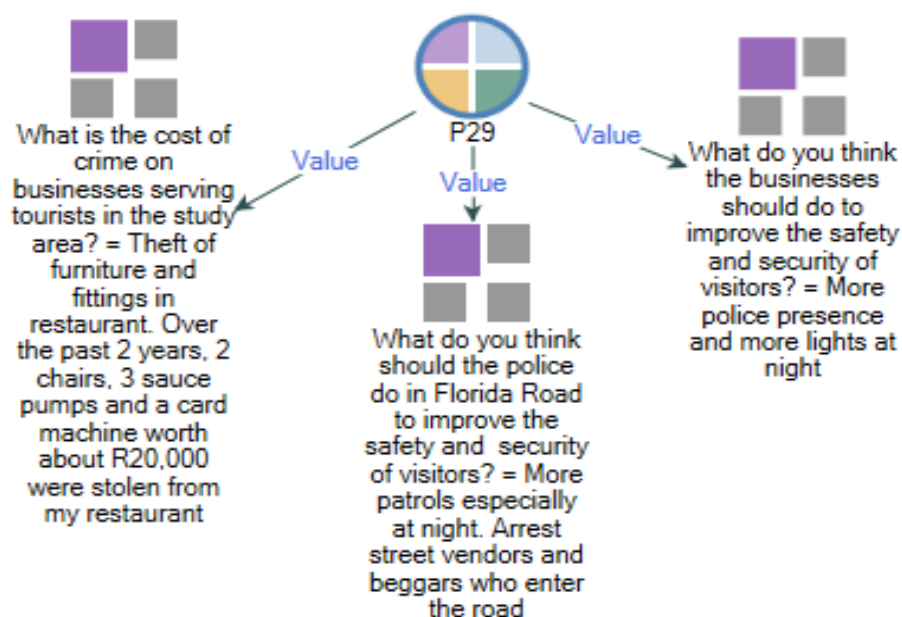 P29
Value
Value
Value
What is the cost of
crime on
businesses serving
tourists in the study
area? = Theft of
furniture and
fittings in
restaurant. Over
the past 2 years, 2
chairs, 3 sauce
pumps and a card
machine worth
about R20,000
were stolen from
my restaurant
What do you think
should the police
do in Florida Road
to improve the
safety and  security
of visitors? = More
patrols especially
at night. Arrest
street vendors and
beggars who enter
the road
What do you think
the businesses
should do to
improve the safety
and security of
visitors? = More
police presence
and more lights at
night